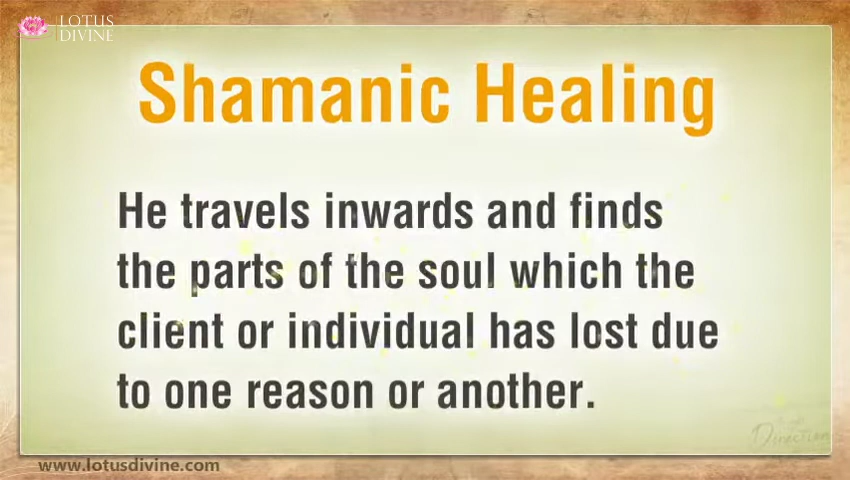 LOTUS
DIVINE
Shamanic Healing
He travels inwards and finds
the parts of the soul which the
client or individual has lost due
to one reason or another.
Direction
www.lotusdivine.com